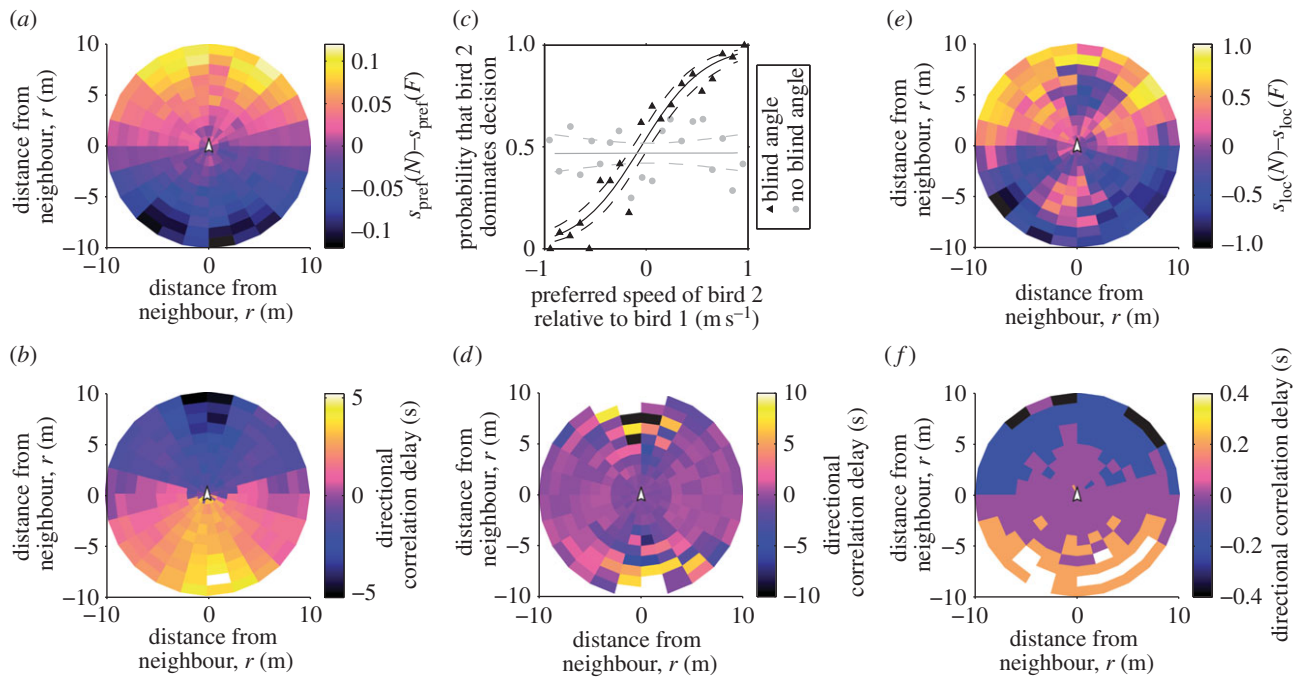 (a)
10
5
0
−5
−10
distance from
neighbour, r (m)
−10 0 10
distance from
neighbour, r (m)
0.10
0.05
0
−0.05
−0.10
s_pref(N)–s_pref(F)
(c)
1.0
0.5
0
probability that bird 2
dominates decision
−1 0 1
preferred speed of bird 2
relative to bird 1 (m s⁻¹)
blind angle
no blind angle
(e)
10
5
0
−5
−10
distance from
neighbour, r (m)
−10 0 10
distance from
neighbour, r (m)
1.0
0.5
0
−0.5
−1.0
s_loc(N)–s_loc(F)
(b)
10
5
0
−5
−10
distance from
neighbour, r (m)
−10 0 10
distance from
neighbour, r (m)
5
0
−5
directional
correlation delay (s)
(d)
10
5
0
−5
−10
distance from
neighbour, r (m)
−10 0 10
distance from
neighbour, r (m)
10
5
0
−5
−10
directional
correlation delay (s)
(f)
10
5
0
−5
−10
distance from
neighbour, r (m)
−10 0 10
distance from
neighbour, r (m)
0.4
0.2
0
−0.2
−0.4
directional correlation delay (s)